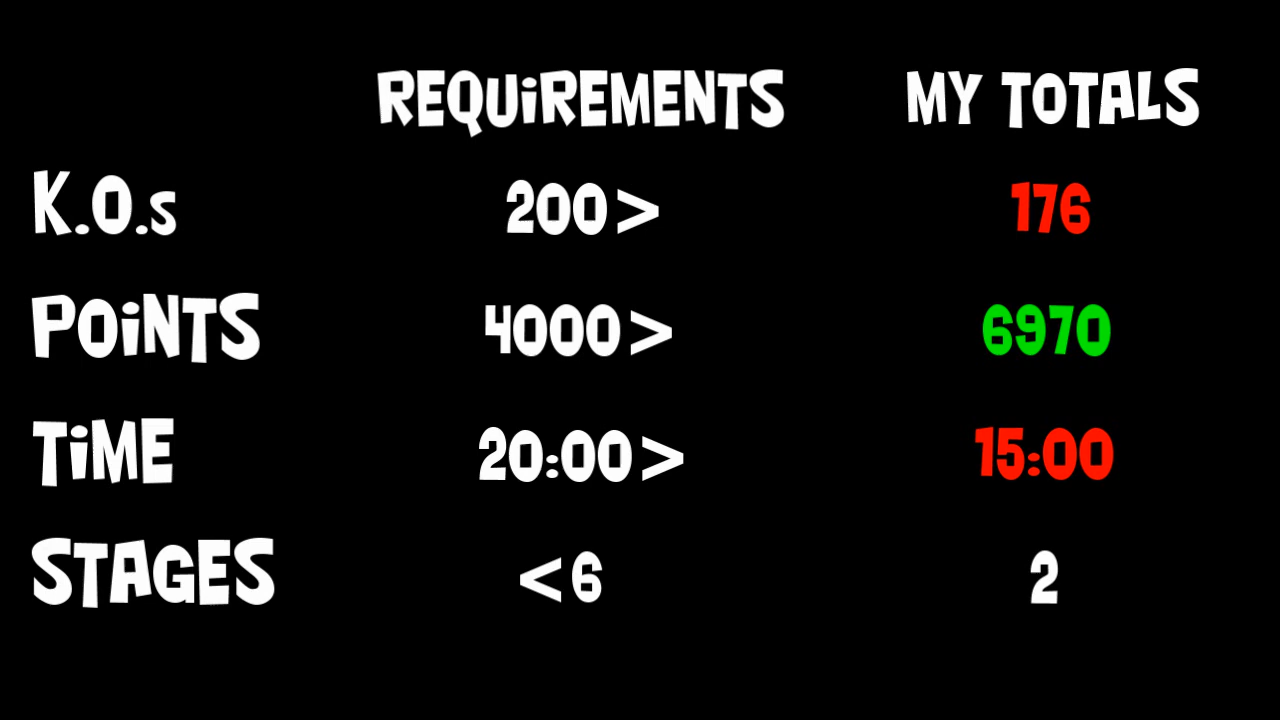 REQUiREMENTS MY TOTALS
K.O.s 200> 176
POiNTS 4000> 6970
TiME 20:00> 15:00
STAGES <6 2